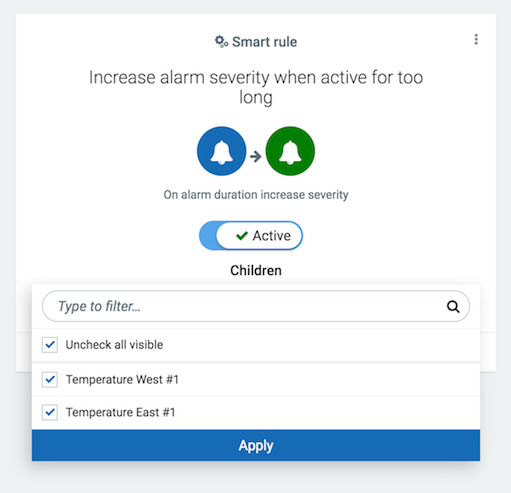 Smart rule
Increase alarm severity when active for too
long
On alarm duration increase severity
Active
Children
Type to filter...
Uncheck all visible
Temperature West #1
Temperature East #1
Apply